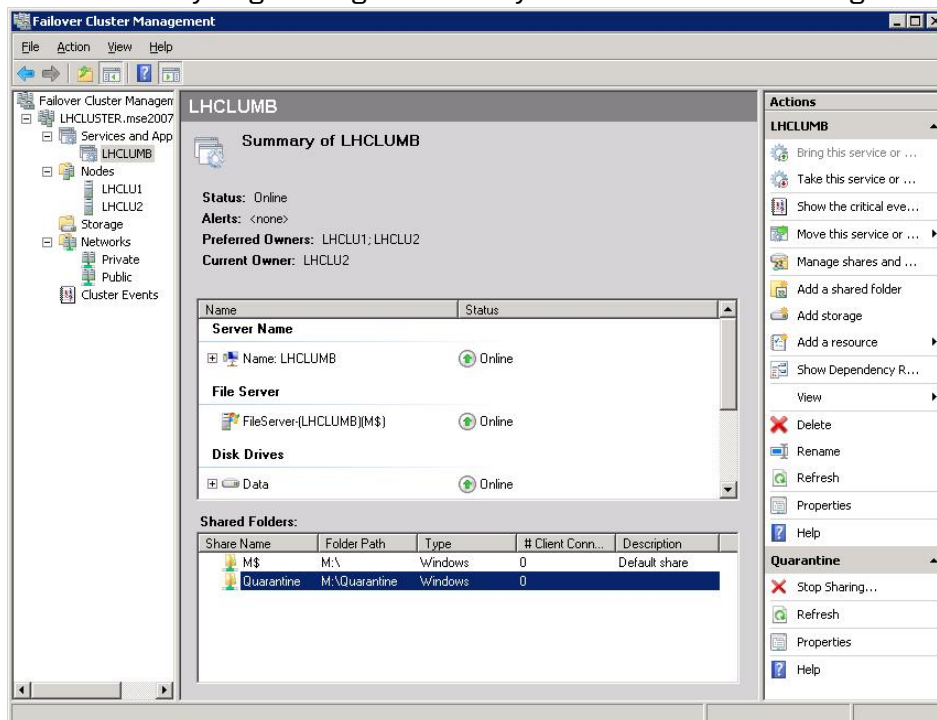 Failover Cluster Management
File Action View Help
Failover Cluster Managem
LHCLUSTER.mse2007
Services and App
LHCLUMB
Nodes
LHCLU1
LHCLU2
Storage
Networks
Private
Public
Cluster Events
LHCLUMB
Summary of LHCLUMB
Status: Online
Alerts: <none>
Preferred Owners: LHCLU1; LHCLU2
Current Owner: LHCLU2
Name Status
Server Name
Name: LHCLUMB Online
File Server
FileServer-(LHCLUMB)(M$) Online
Disk Drives
Data Online
Shared Folders:
Share Name Folder Path Type # Client Conn... Description
M$ M:\ Windows 0 Default share
Quarantine M:\Quarantine Windows 0
Actions
LHCLUMB
Bring this service or ...
Take this service or ...
Show the critical eve...
Move this service or ...
Manage shares and ...
Add a shared folder
Add storage
Add a resource
Show Dependency R...
View
Delete
Rename
Refresh
Properties
Help
Quarantine
Stop Sharing...
Refresh
Properties
Help